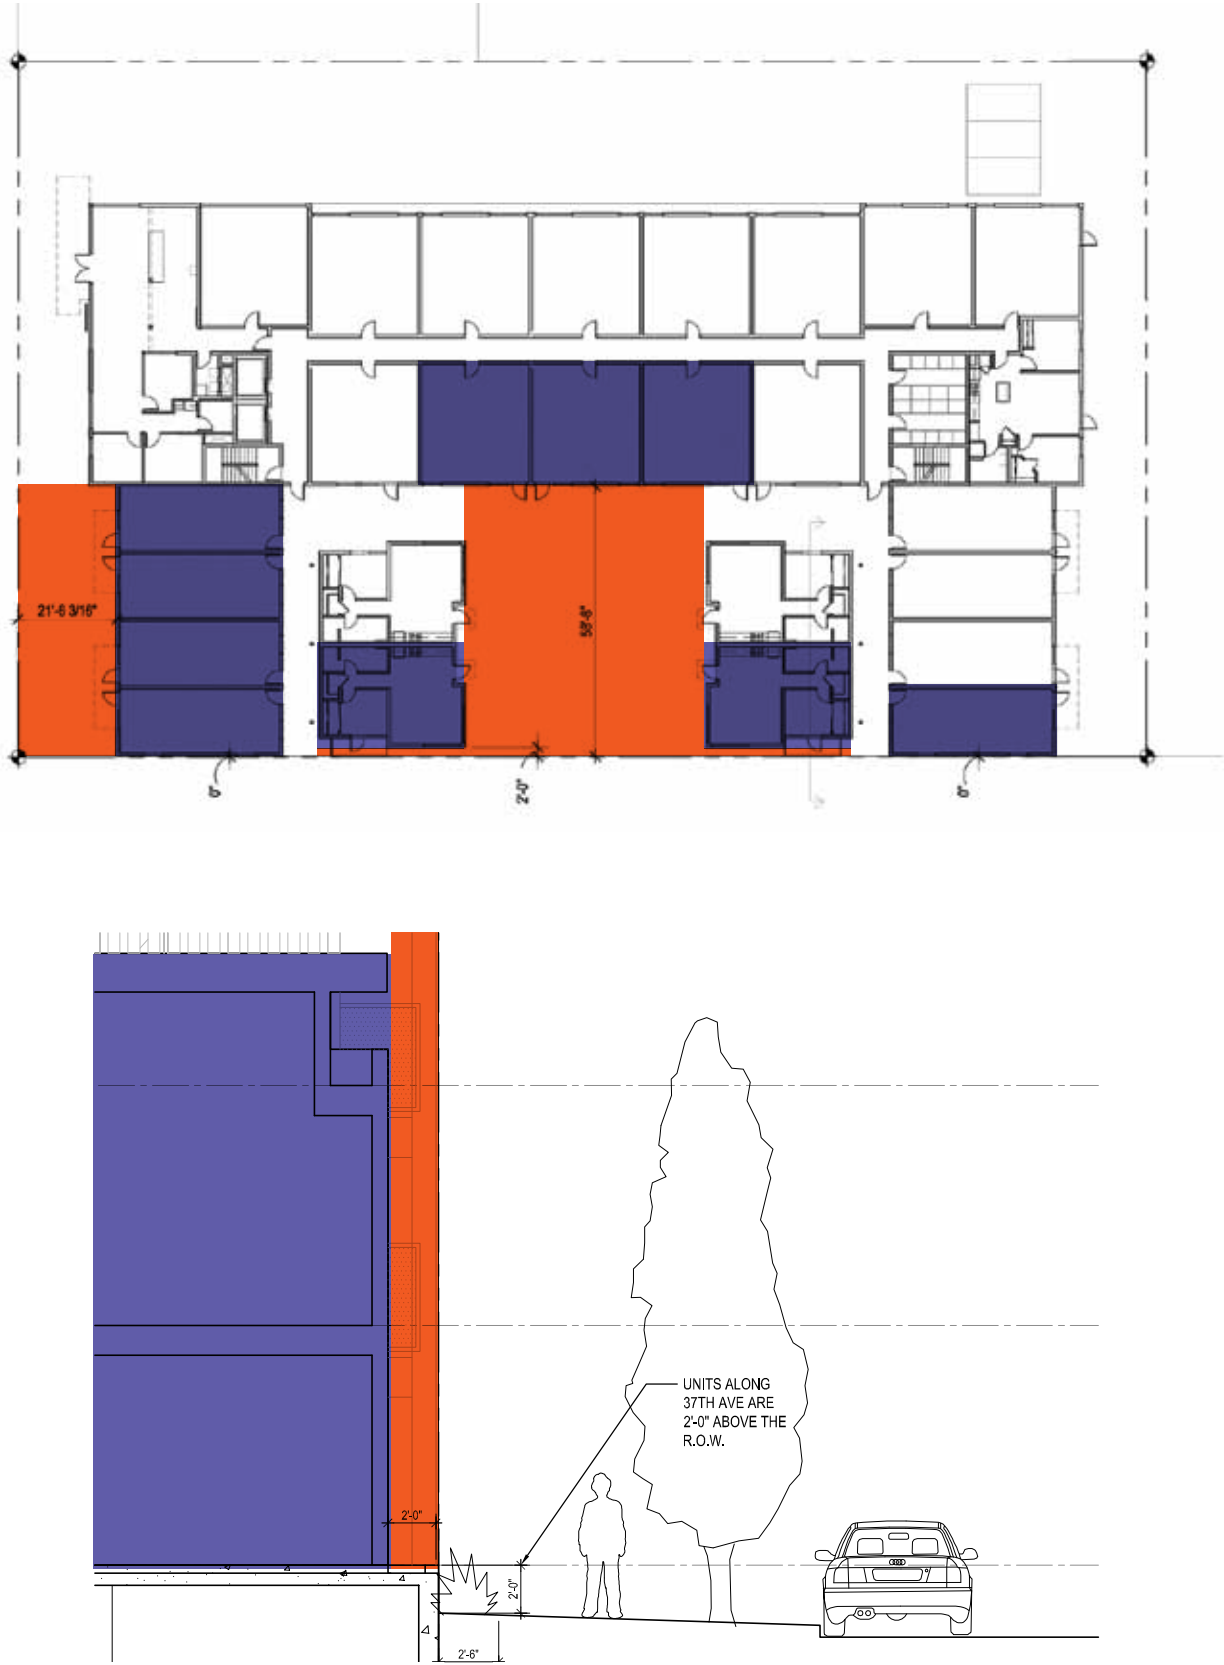 21'-6 3/16"
58'-6"
0"
2'-0"
0"
UNITS ALONG
37TH AVE ARE
2'-0" ABOVE THE
R.O.W.
2'-0"
2'-0"
2'-6"